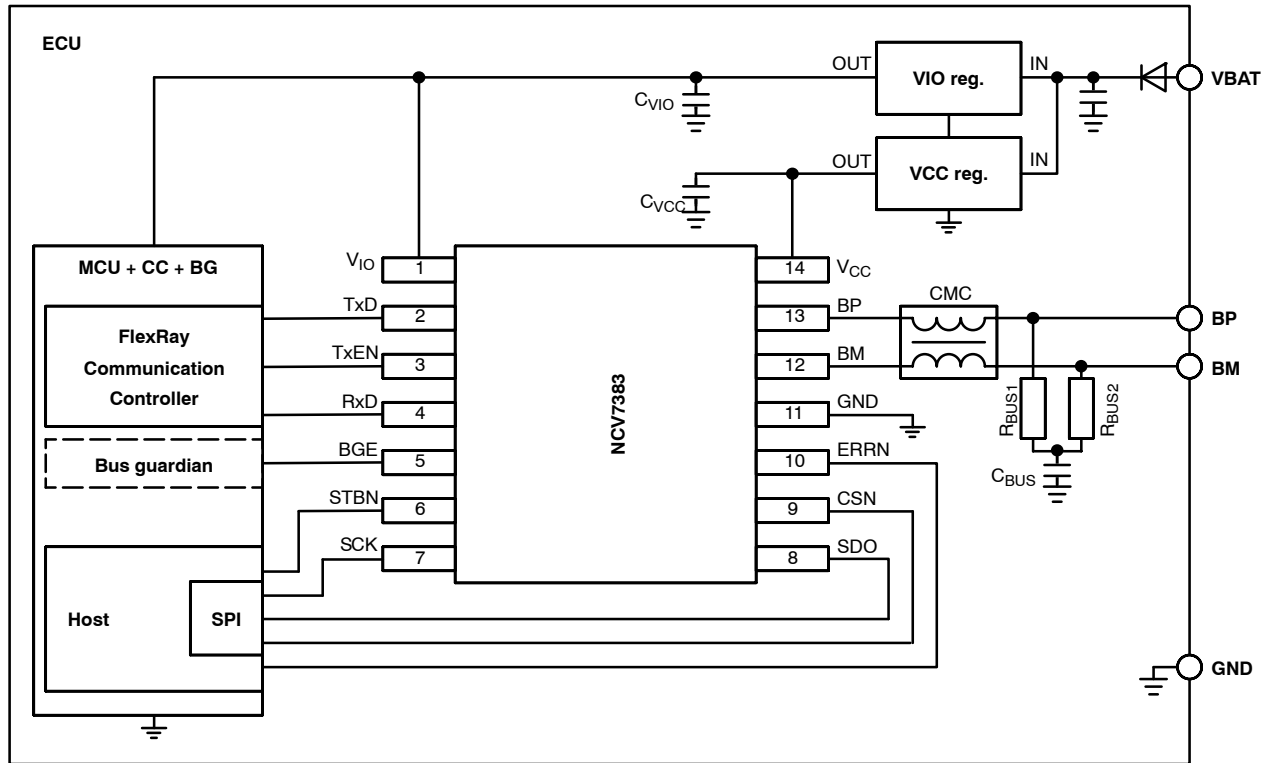 ECU
OUT
VIO reg.
IN
VBAT
CVIO
OUT
VCC reg.
IN
CVCC
MCU + CC + BG
VIO
1
14
VCC
FlexRay
Communication
Controller
TxD
2
13
BP
CMC
BP
TxEN
3
12
BM
BM
RxD
4
11
GND
RBUS1
RBUS2
NCV7383
Bus guardian
BGE
5
10
ERRN
CBUS
STBN
6
9
CSN
SCK
7
8
SDO
Host
SPI
GND